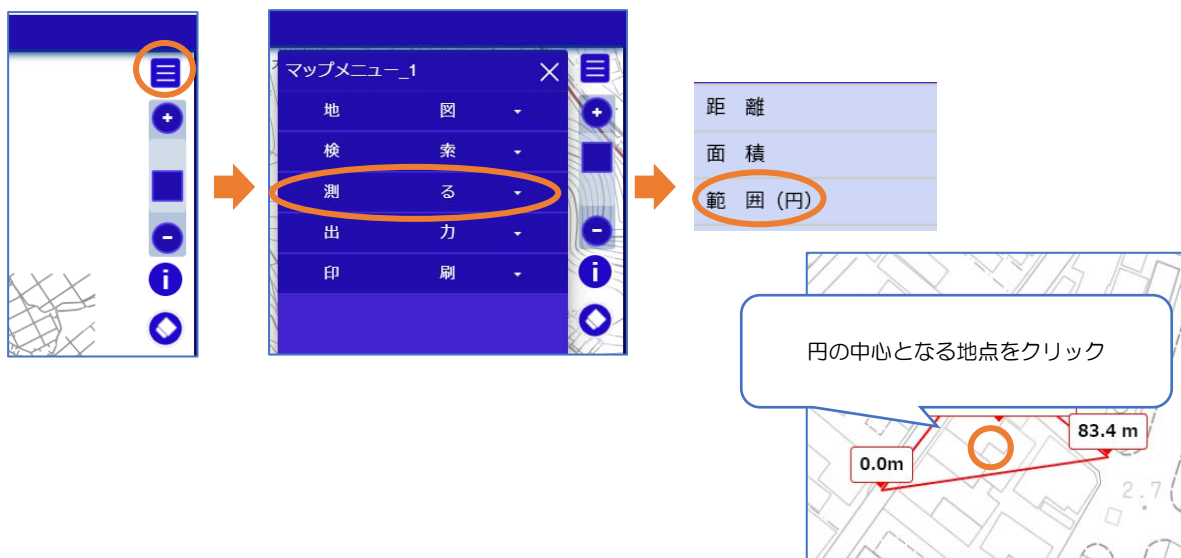 マップメニュー_1
地 図
検 索
測 る
出 力
印 刷
距 離
面 積
範 囲 (円)
円の中心となる地点をクリック
83.4 m
0.0m
2.7